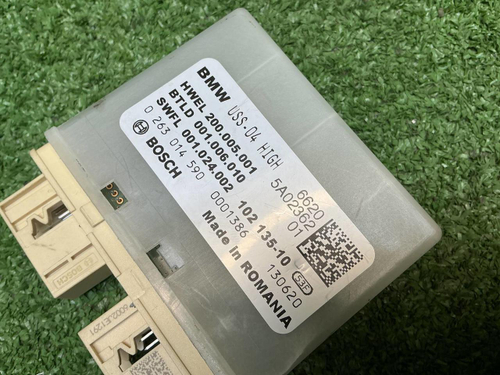 BMW USS-04 HIGH 6620
HWEL 200.005.001 5A02362
BTLD 001.006.010 01
SWFL 001.024.002 102 135-10
0 263 014 590 0001386 130620
BOSCH Made in ROMANIA